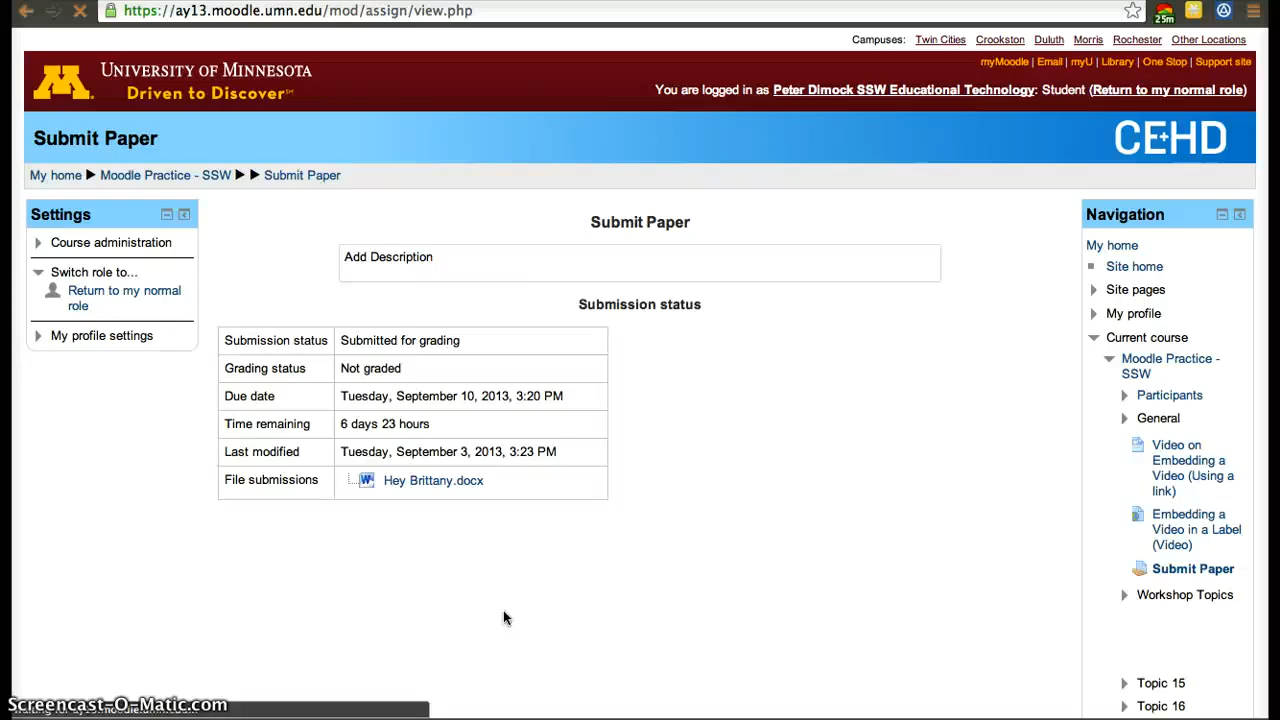 https://ay13.moodle.umn.edu/mod/assign/view.php
25m
Campuses: Twin Cities Crookston Duluth Morris Rochester Other Locations
myMoodle | Email | myU | Library | One Stop | Support site
M UNIVERSITY OF MINNESOTA
Driven to Discover℠
You are logged in as Peter Dimock SSW Educational Technology: Student (Return to my normal role)
Submit Paper
CEHD
My home ▶ Moodle Practice - SSW ▶ ▶ Submit Paper
Settings
Course administration
Switch role to...
Return to my normal
role
My profile settings
Submit Paper
Add Description
Submission status
Submission status Submitted for grading
Grading status Not graded
Due date Tuesday, September 10, 2013, 3:20 PM
Time remaining 6 days 23 hours
Last modified Tuesday, September 3, 2013, 3:23 PM
File submissions Hey Brittany.docx
Navigation
My home
Site home
Site pages
My profile
Current course
Moodle Practice -
SSW
Participants
General
Video on
Embedding a
Video (Using a
link)
Embedding a
Video in a Label
(Video)
Submit Paper
Workshop Topics
Topic 15
Topic 16
Screencast-O-Matic.com